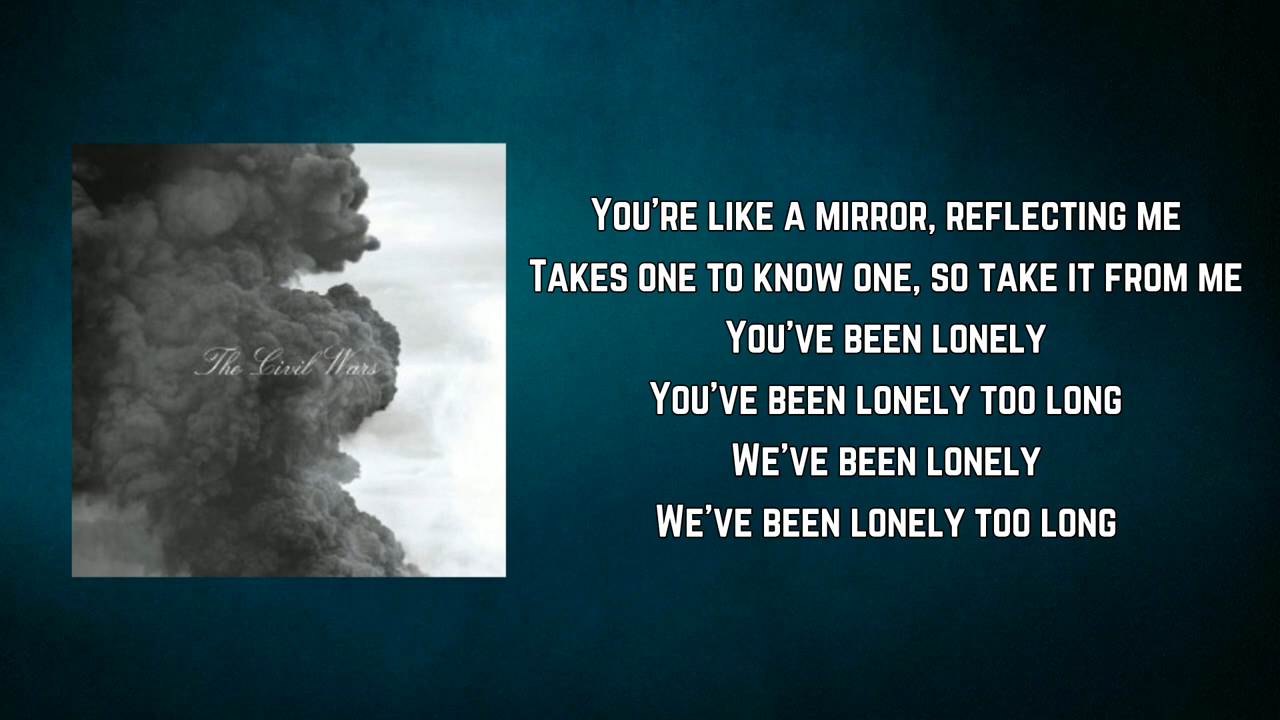 The Civil Wars
You're like a mirror, reflecting me
Takes one to know one, so take it from me
You've been lonely
You've been lonely too long
We've been lonely
We've been lonely too long